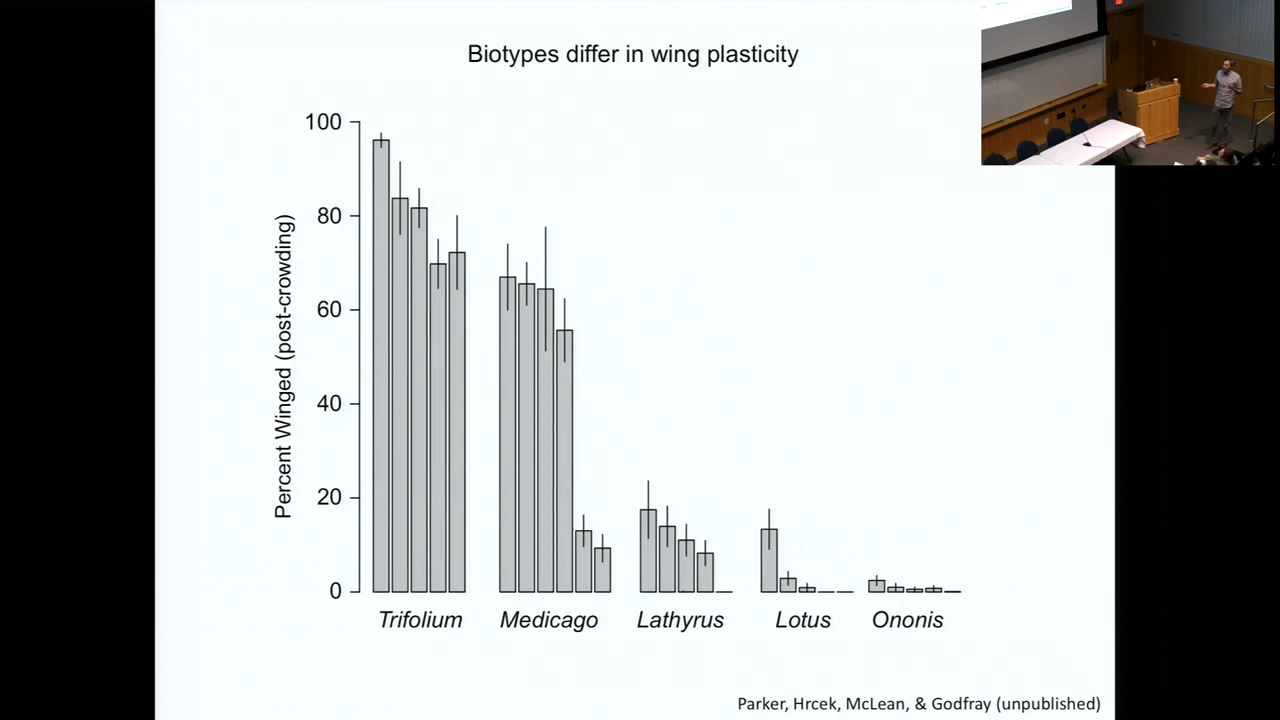 Biotypes differ in wing plasticity
Percent Winged (post-crowding)
100
80
60
40
20
0
Trifolium Medicago Lathyrus Lotus Ononis
Parker, Hrcek, McLean, & Godfray (unpublished)